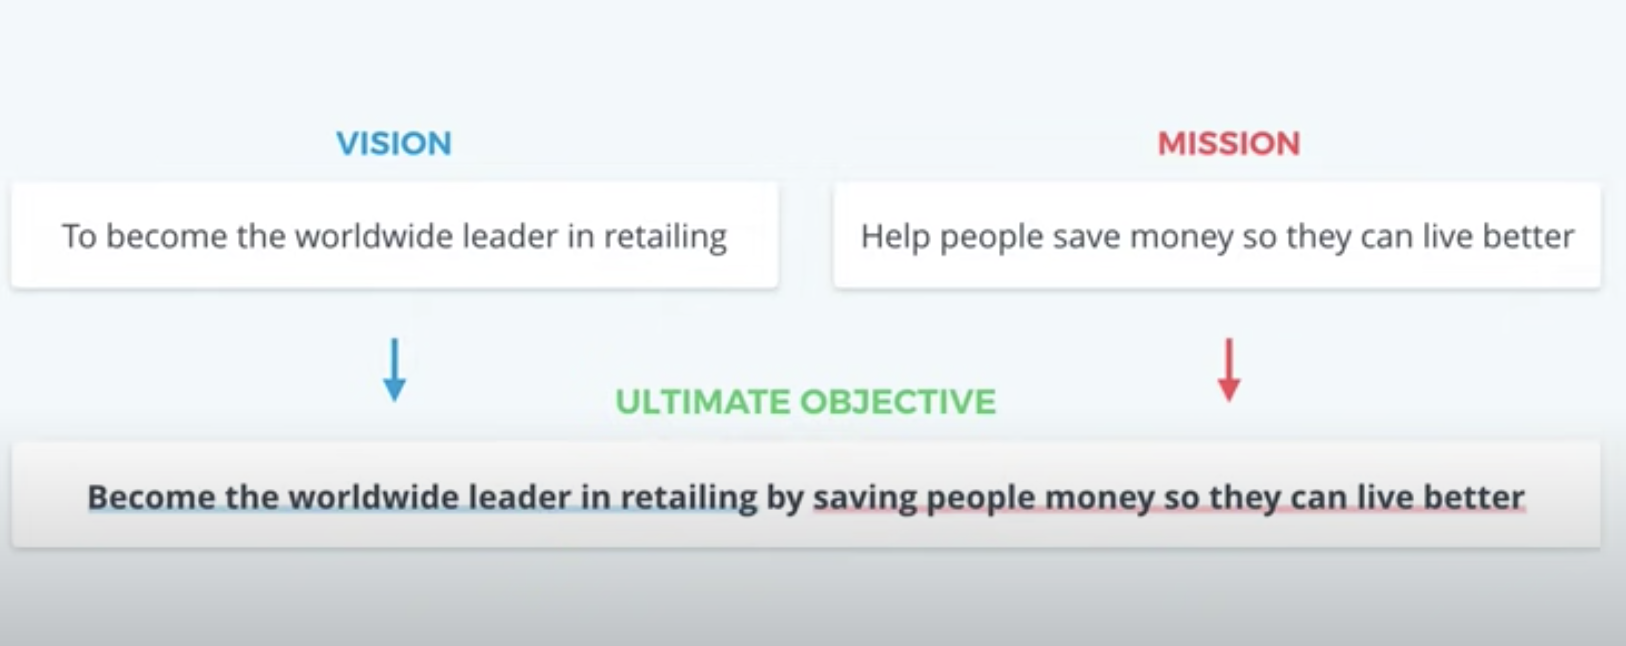 VISION
MISSION
To become the worldwide leader in retailing
Help people save money so they can live better
ULTIMATE OBJECTIVE
Become the worldwide leader in retailing by saving people money so they can live better